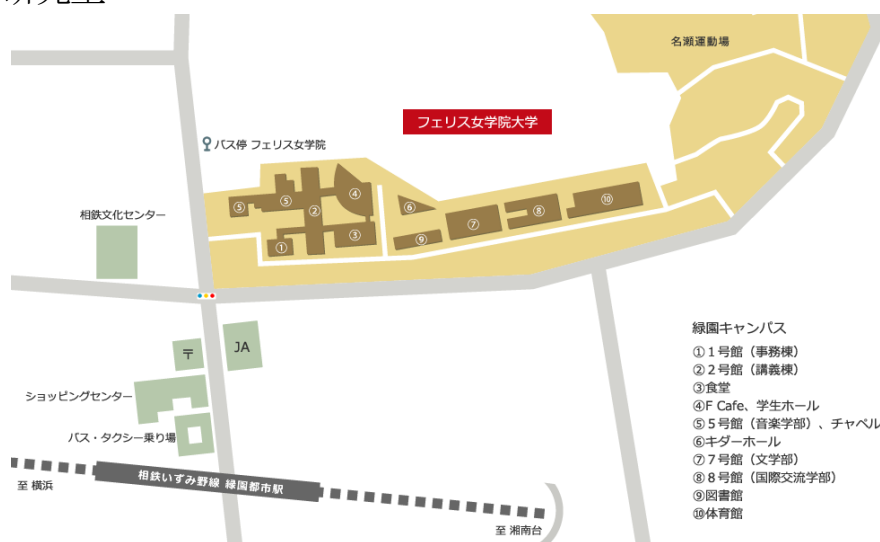 名瀬運動場
フェリス女学院大学
バス停 フェリス女学院
⑤
⑤
④
②
⑥
⑩
⑧
⑦
③
⑨
①
相鉄文化センター
〒
JA
ショッピングセンター
バス・タクシー乗り場
相鉄いずみ野線 緑園都市駅
至 横浜
至 湘南台
緑園キャンパス
①１号館（事務棟）
②２号館（講義棟）
③食堂
④F Cafe、学生ホール
⑤５号館（音楽学部）、チャペル
⑥キダーホール
⑦７号館（文学部）
⑧８号館（国際交流学部）
⑨図書館
⑩体育館